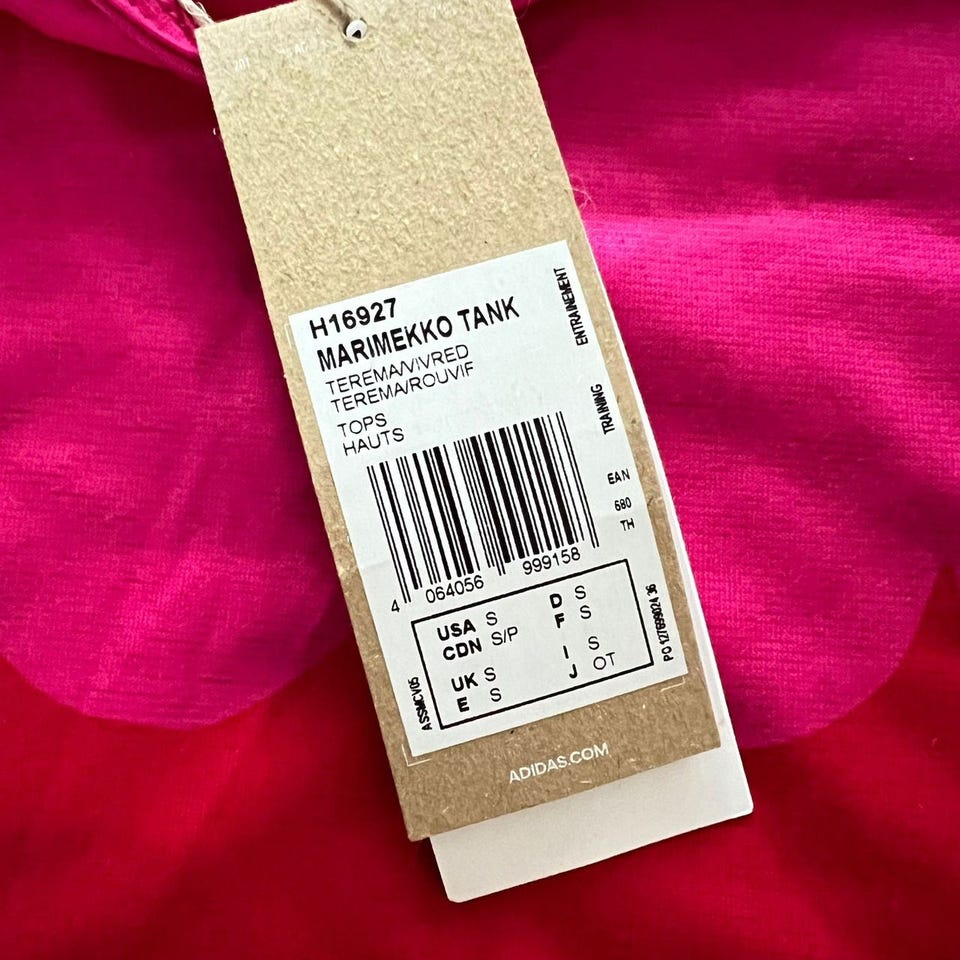 H16927
MARIMEKKO TANK
TEREMA/VIVRED
TEREMA/ROUVIF
TOPS
HAUTS
TRAINING ENTRAINEMENT
EAN
680
TH
4 064056 999158
USA S D S
CDN S/P F S
UK S I S
E S J OT
ASSMCV05
ADIDAS.COM